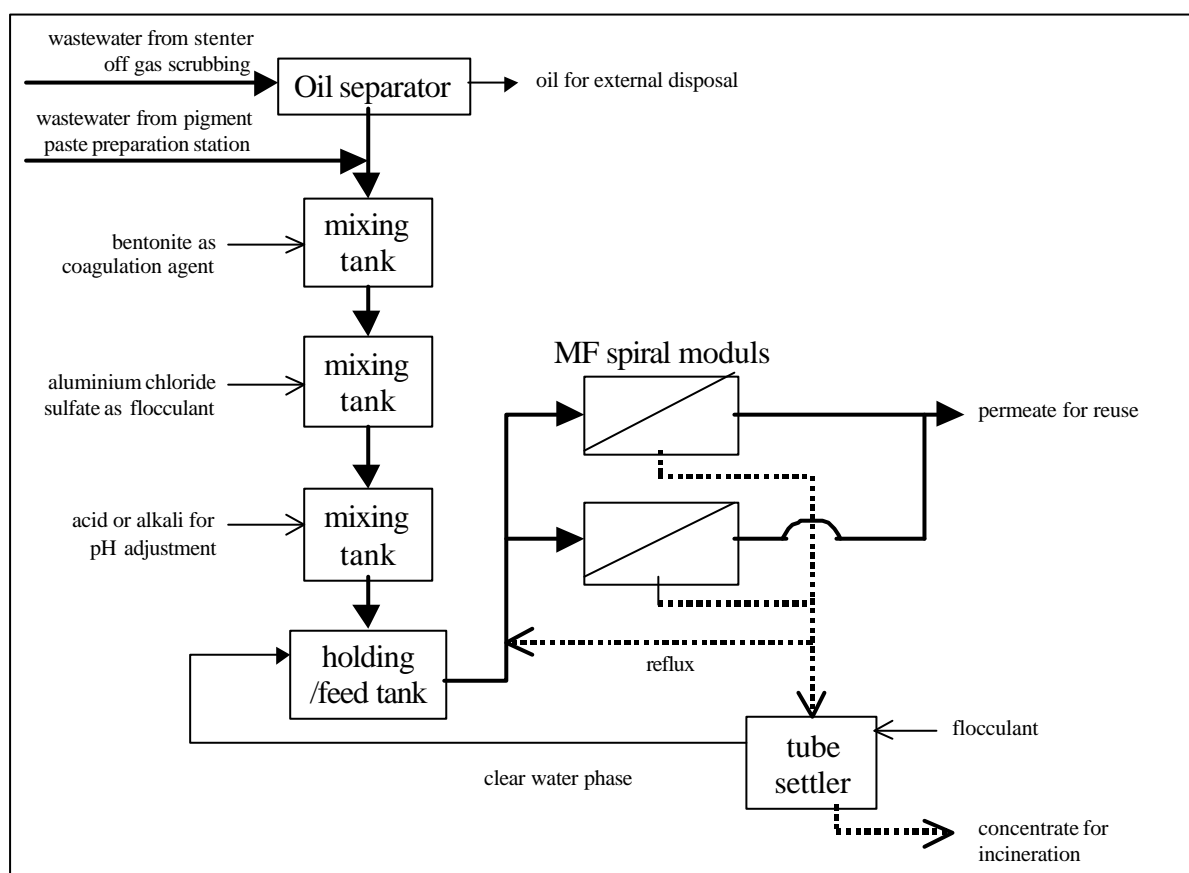 wastewater from stenter
off gas scrubbing
Oil separator
oil for external disposal
wastewater from pigment
paste preparation station
mixing
tank
bentonite as
coagulation agent
MF spiral moduls
mixing
tank
aluminium chloride
sulfate as flocculant
permeate for reuse
mixing
tank
acid or alkali for
pH adjustment
holding
/feed tank
reflux
flocculant
tube
settler
clear water phase
concentrate for
incineration